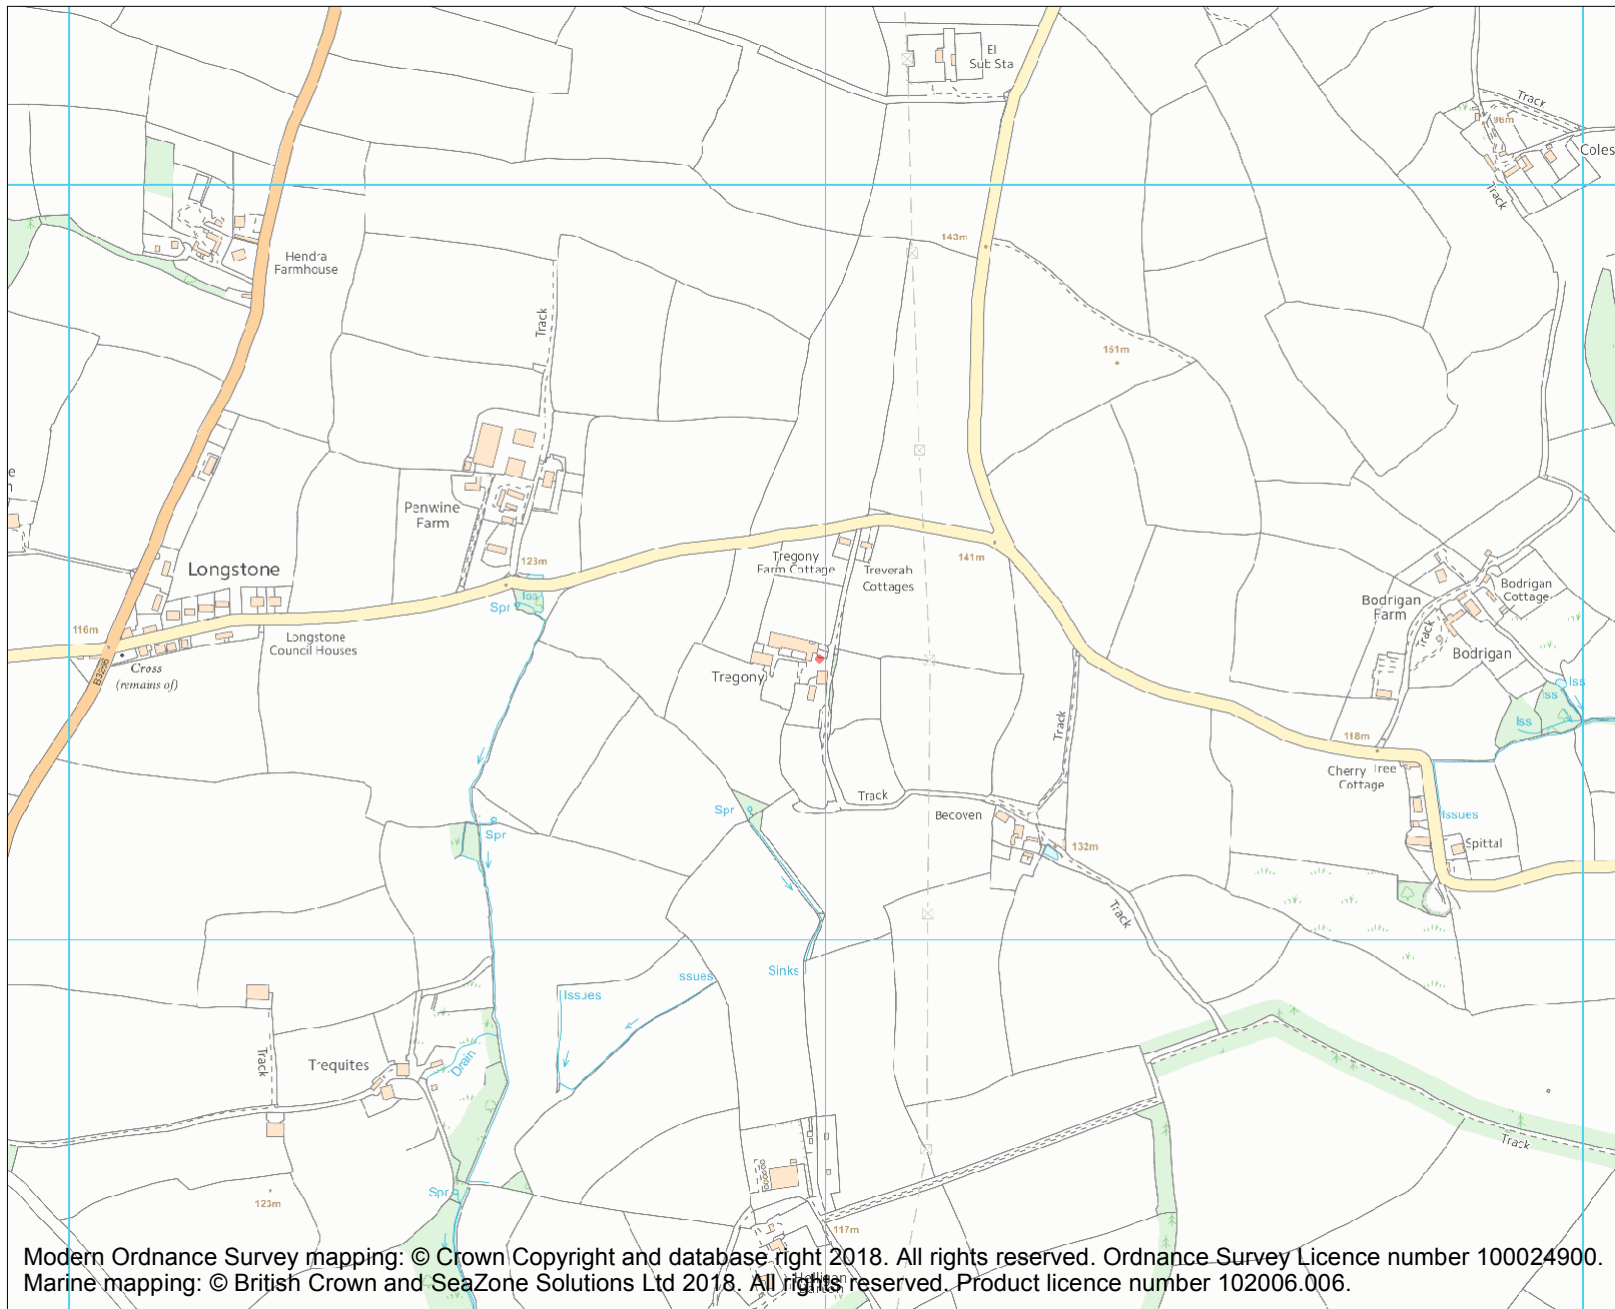 El
Sub Sta
Track
96m
Coles
Track
143m
Hendra
Farmhouse
Track
151m
Penwine
Farm
123m
Longstone
Tregony
Farm Cottage
141m
Treverah
Cottages
Iss
Spr
Bodrigan
Farm
Bodrigan
Cottage
Track
Bodrigan
116m
Longstone
Council Houses
Cross
(remains of)
Tregony
Iss
Iss
Iss
Track
118m
Cherry Tree
Cottage
Track
Spr
Becoven
Issues
Spr
132m
Spittal
Track
Sinks
Issues
Track
Trequites
Drain
Track
Spr
123m
117m
Modern Ordnance Survey mapping: © Crown Copyright and database right 2018. All rights reserved. Ordnance Survey Licence number 100024900.
Marine mapping: © British Crown and SeaZone Solutions Ltd 2018. All rights reserved. Product licence number 102006.006.